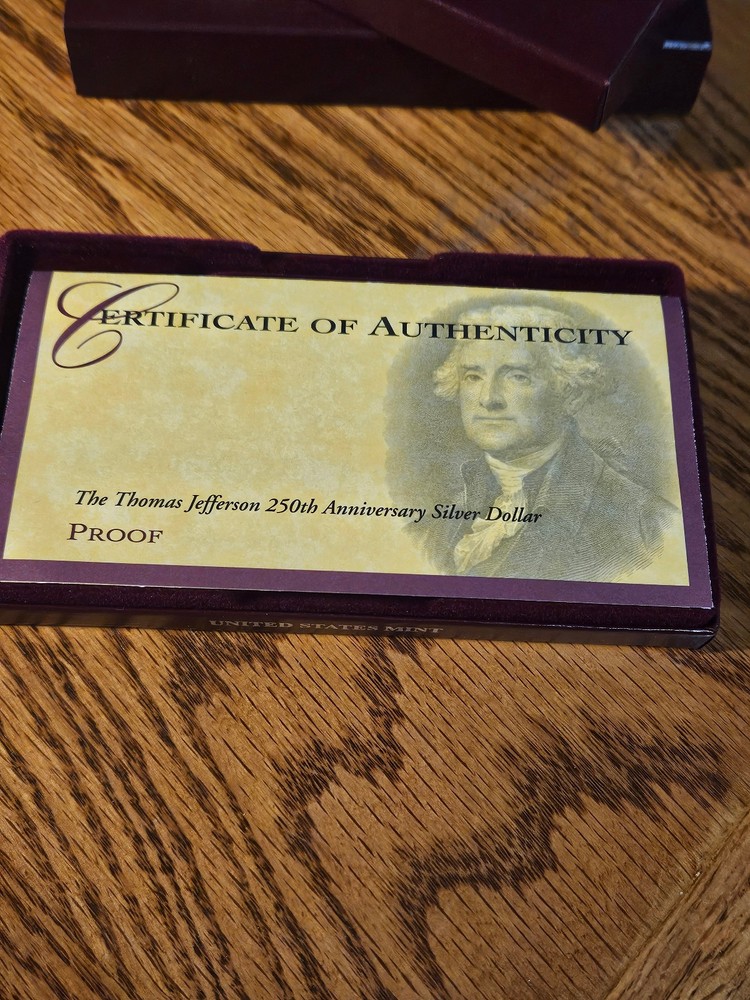 CERTIFICATE OF AUTHENTICITY
The Thomas Jefferson 250th Anniversary Silver Dollar
PROOF
UNITED STATES MINT